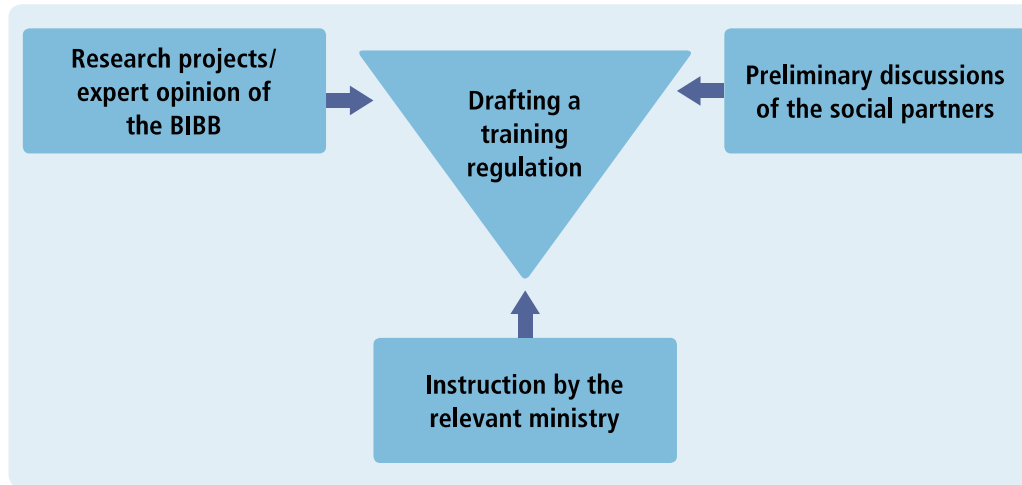 Research projects/
expert opinion of
the BIBB
Drafting a
training
regulation
Preliminary discussions
of the social partners
Instruction by the
relevant ministry